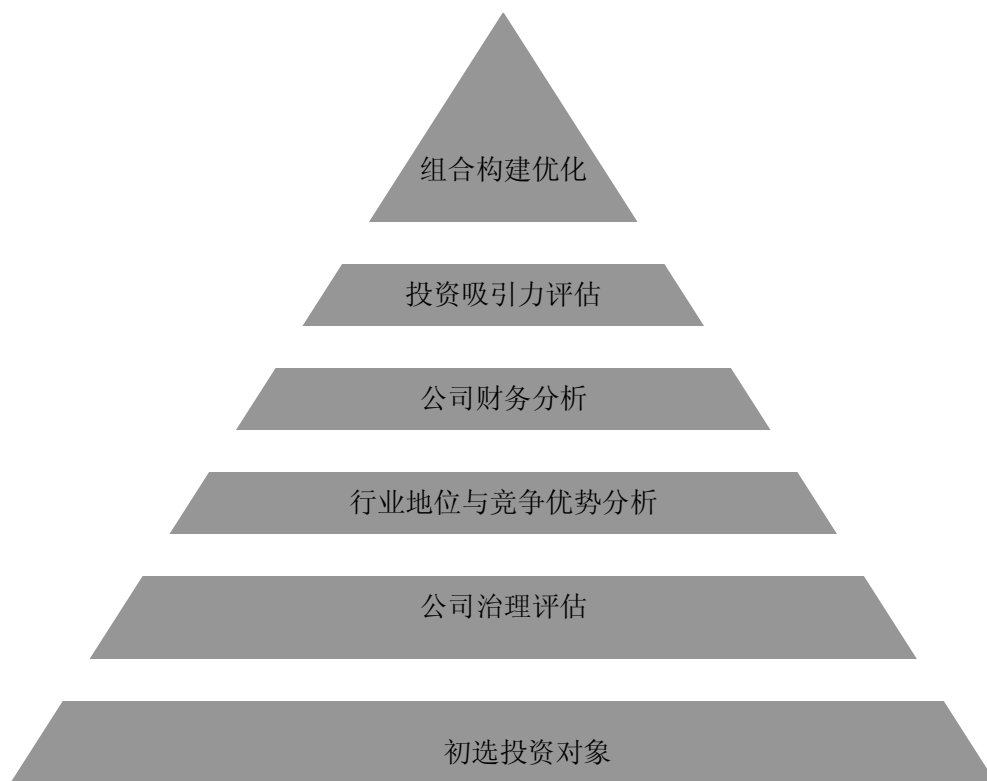 组合构建优化
投资吸引力评估
公司财务分析
行业地位与竞争优势分析
公司治理评估
初选投资对象